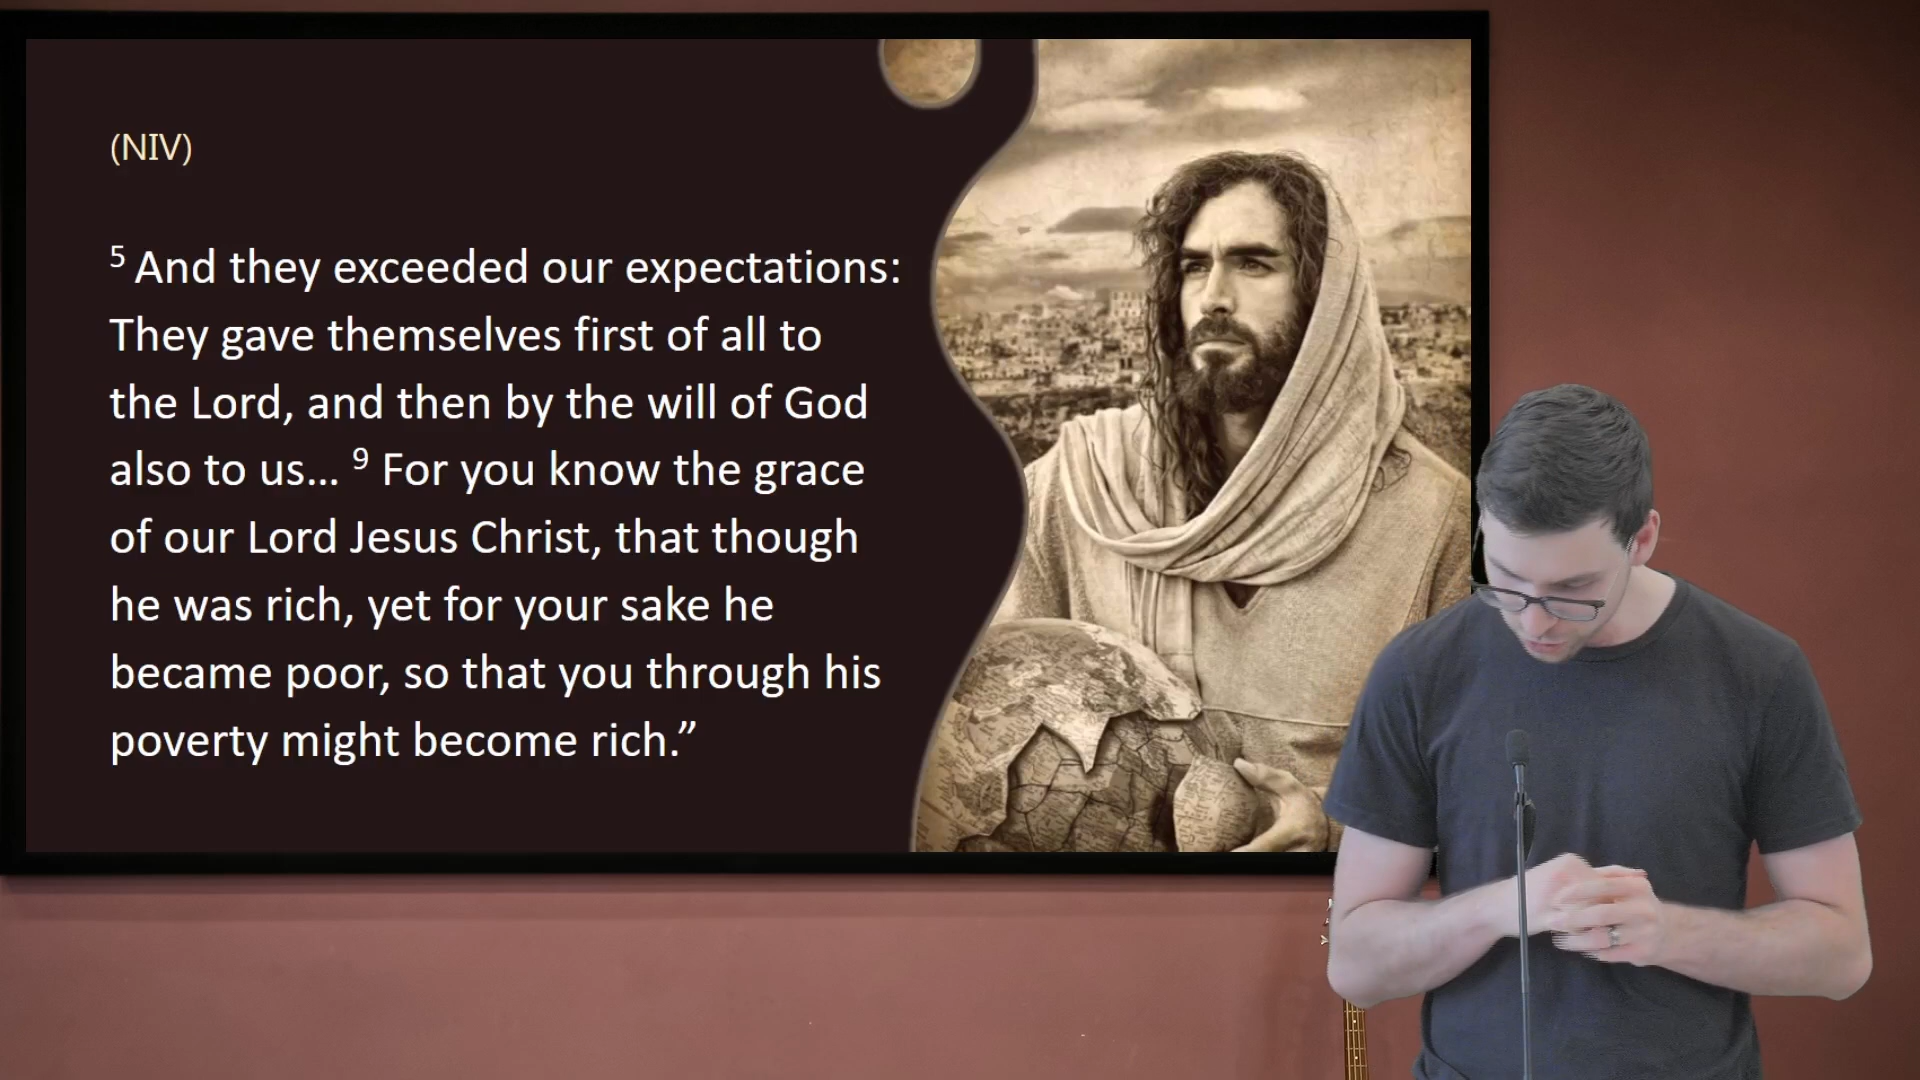 (NIV)
⁵ And they exceeded our expectations:
They gave themselves first of all to
the Lord, and then by the will of God
also to us... ⁹ For you know the grace
of our Lord Jesus Christ, that though
he was rich, yet for your sake he
became poor, so that you through his
poverty might become rich.”